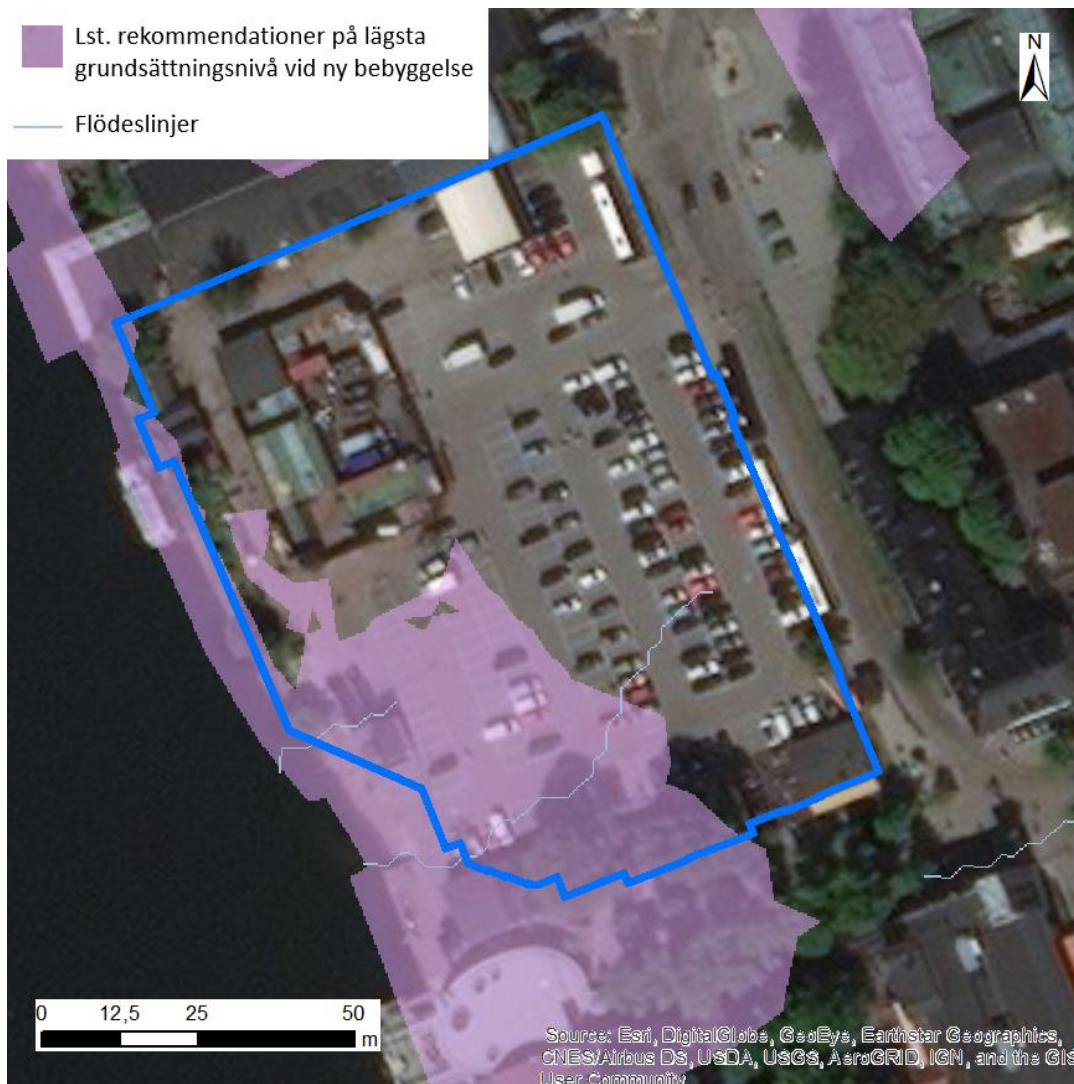 Lst. rekommendationer på lägsta
grundsättningsnivå vid ny bebyggelse
Flödeslinjer
N
0 12,5 25 50
m
Source: Esri, DigitalGlobe, GeoEye, Earthstar Geographics,
CNES/Airbus DS, USDA, USGS, AeroGRID, IGN, and the GIS
User Community